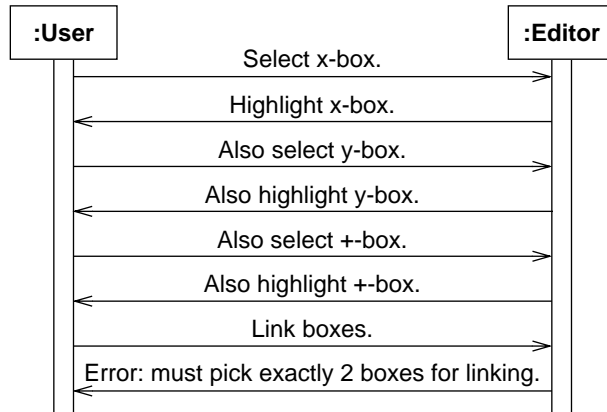 :User
:Editor
Select x-box.
Highlight x-box.
Also select y-box.
Also highlight y-box.
Also select +-box.
Also highlight +-box.
Link boxes.
Error: must pick exactly 2 boxes for linking.